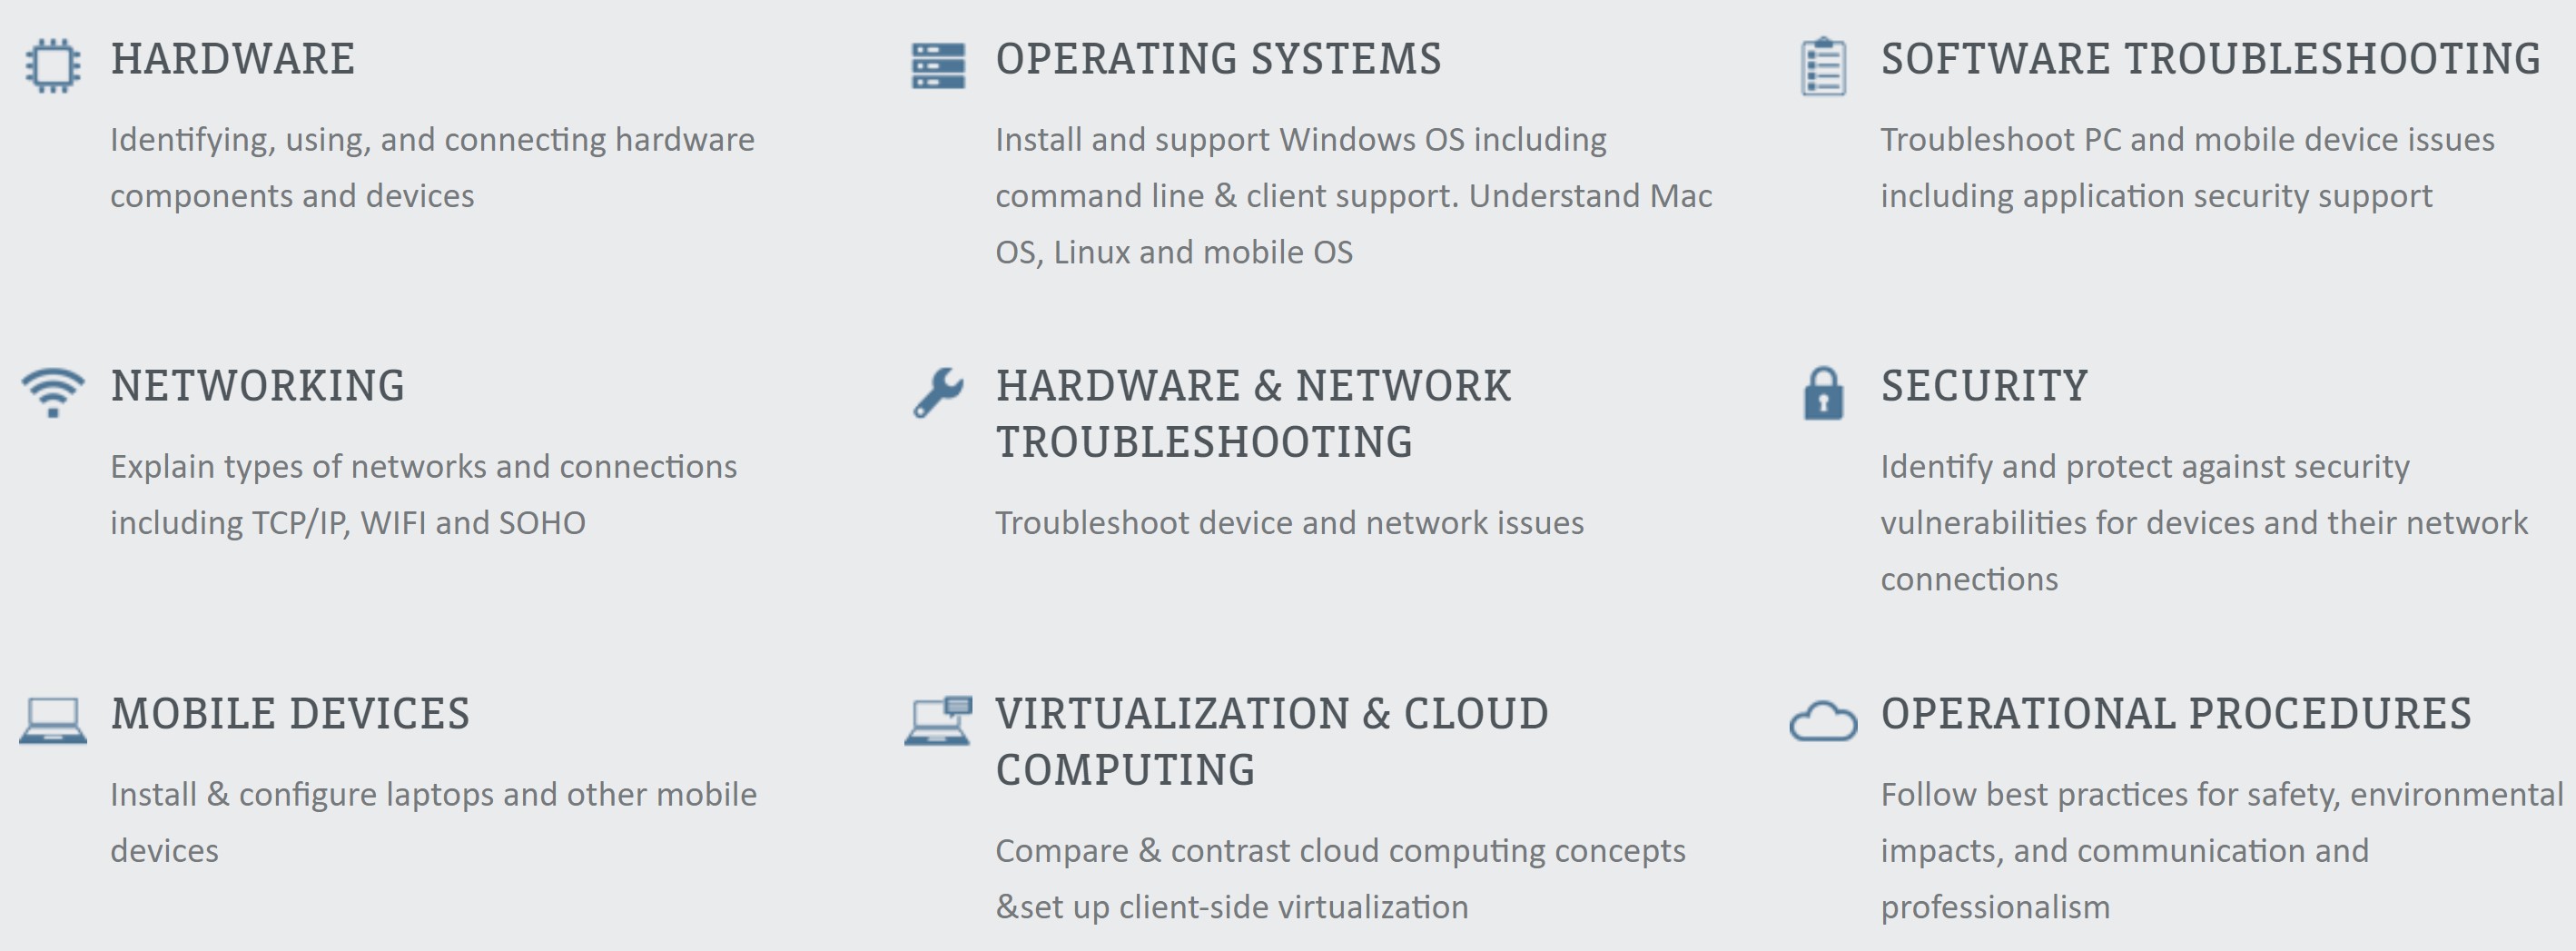 HARDWARE
Identifying, using, and connecting hardware
components and devices
OPERATING SYSTEMS
Install and support Windows OS including
command line & client support. Understand Mac
OS, Linux and mobile OS
SOFTWARE TROUBLESHOOTING
Troubleshoot PC and mobile device issues
including application security support
NETWORKING
Explain types of networks and connections
including TCP/IP, WIFI and SOHO
HARDWARE & NETWORK
TROUBLESHOOTING
Troubleshoot device and network issues
SECURITY
Identify and protect against security
vulnerabilities for devices and their network
connections
MOBILE DEVICES
Install & configure laptops and other mobile
devices
VIRTUALIZATION & CLOUD
COMPUTING
Compare & contrast cloud computing concepts
&set up client-side virtualization
OPERATIONAL PROCEDURES
Follow best practices for safety, environmental
impacts, and communication and
professionalism